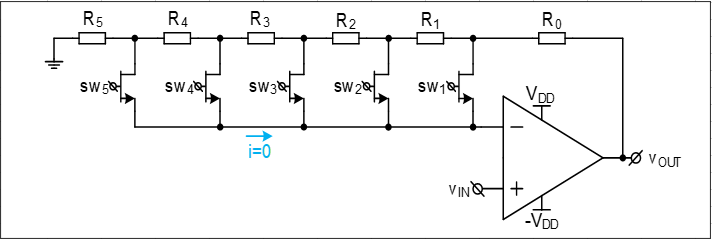 R5 R4 R3 R2 R1 R0
sw5 sw4 sw3 sw2 sw1
VDD
i=0
− 
vOUT
vIN +
-VDD